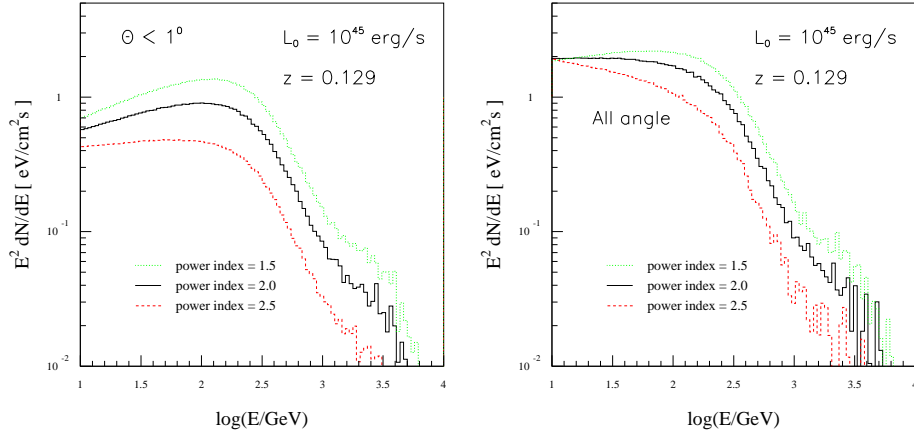 Θ < 1⁰
L₀ = 10⁴⁵ erg/s
z = 0.129
E² dN/dE [ eV/cm²s]
1
10⁻¹
10⁻²
power index = 1.5
power index = 2.0
power index = 2.5
1 1.5 2 2.5 3 3.5 4
log(E/GeV)
L₀ = 10⁴⁵ erg/s
z = 0.129
All angle
E² dN/dE [ eV/cm²s]
1
10⁻¹
10⁻²
power index = 1.5
power index = 2.0
power index = 2.5
1 1.5 2 2.5 3 3.5 4
log(E/GeV)